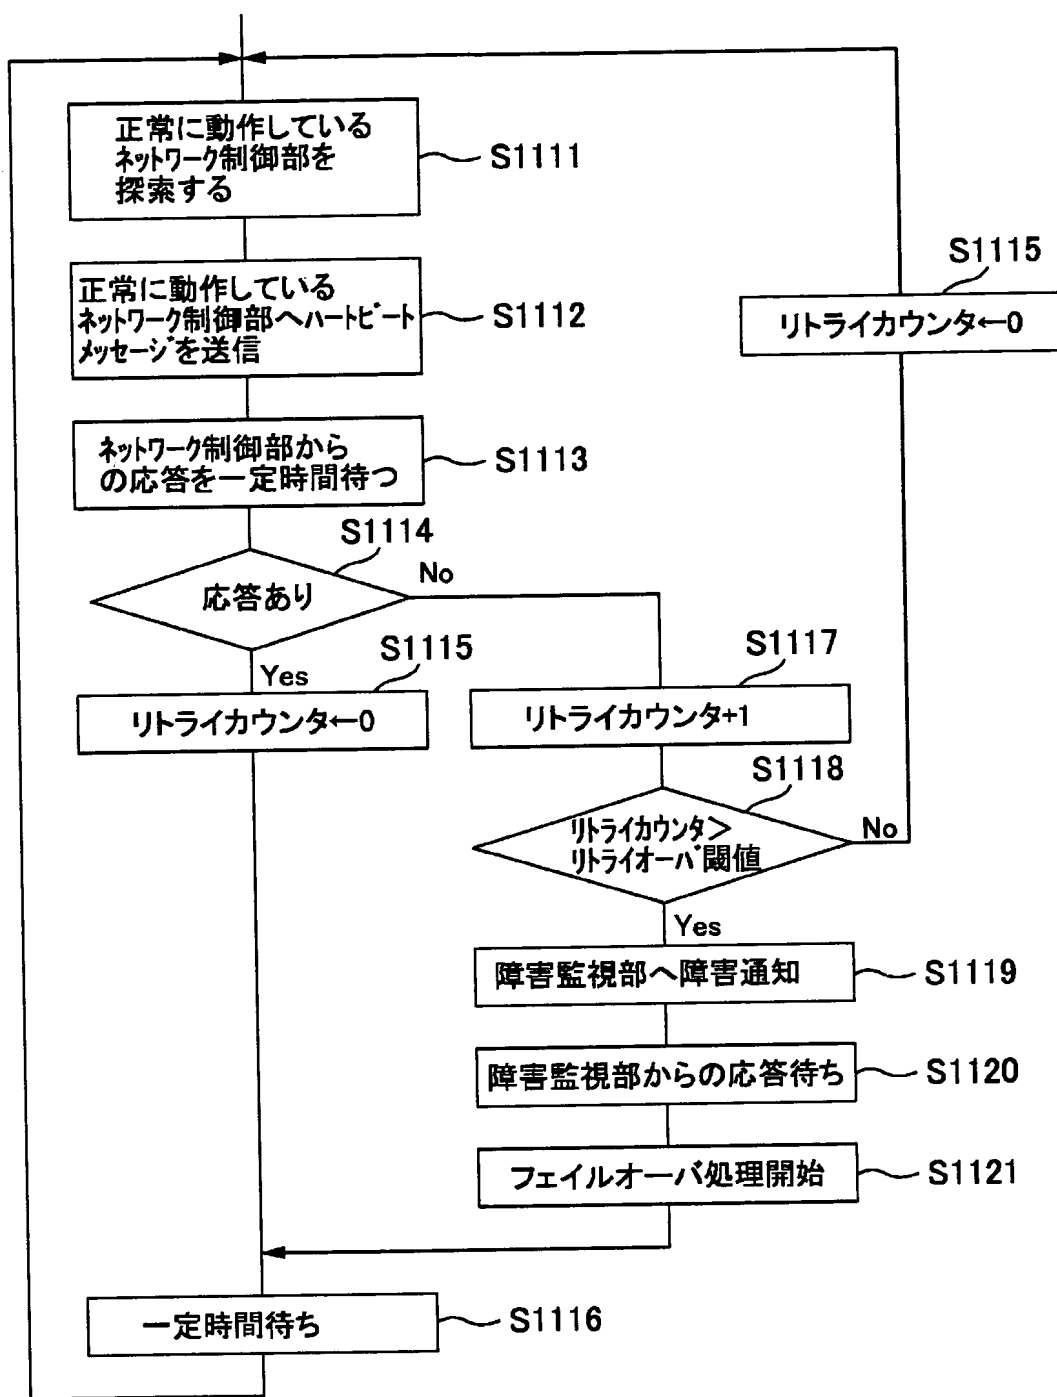 正常に動作している
ネットワーク制御部を
探索する
S1111
正常に動作している
ネットワーク制御部へハートビート
メッセージを送信
S1112
S1115
リトライカウンタ←0
ネットワーク制御部から
の応答を一定時間待つ
S1113
S1114
応答あり
No
Yes
S1115
リトライカウンタ←0
S1117
リトライカウンタ+1
S1118
リトライカウンタ＞
リトライオーバ閾値
No
Yes
障害監視部へ障害通知
S1119
障害監視部からの応答待ち
S1120
フェイルオーバ処理開始
S1121
一定時間待ち
S1116